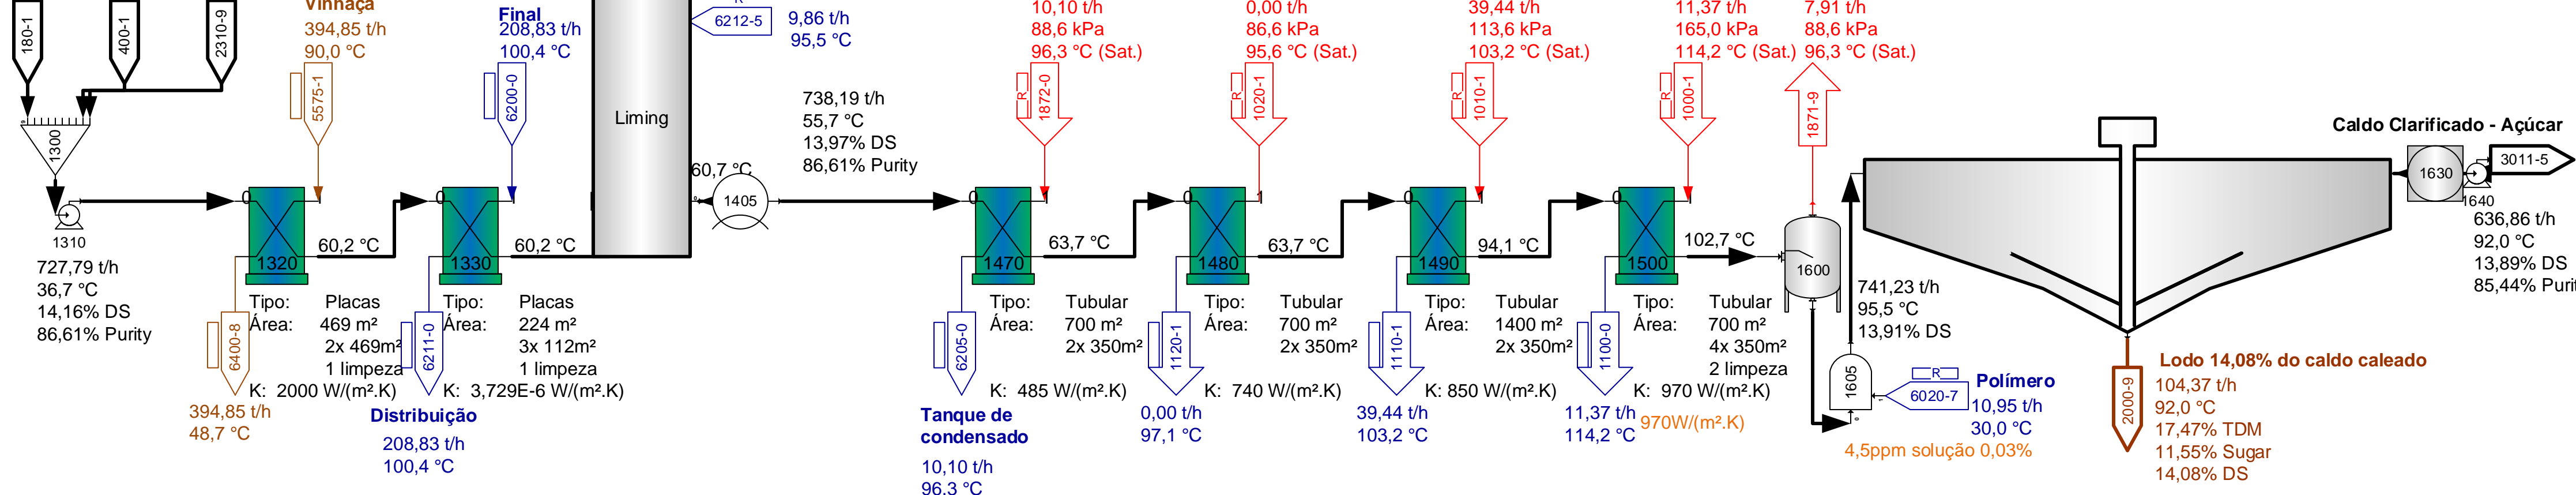 180-1
400-1
2310-9
1300
1310
727,79 t/h
36,7 °C
14,16% DS
86,61% Purity
Vinhaça
394,85 t/h
90,0 °C
5575-1
0
1320
60,2 °C
Tipo: Placas
Área: 469 m²
2x 469m²
1 limpeza
K: 2000 W/(m².K)
6400-8
394,85 t/h
48,7 °C
Final
208,83 t/h
100,4 °C
6200-0
0
1330
60,2 °C
Tipo: Placas
Área: 224 m²
3x 112m²
1 limpeza
K: 3,729E-6 W/(m².K)
6211-0
Distribuição
208,83 t/h
100,4 °C
Liming
6212-5
9,86 t/h
95,5 °C
60,7 °C
1405
738,19 t/h
55,7 °C
13,97% DS
86,61% Purity
10,10 t/h
88,6 kPa
96,3 °C (Sat.)
R
1872-0
0
1
1470
63,7 °C
Tipo: Tubular
Área: 700 m²
2x 350m²
K: 485 W/(m².K)
6205-0
Tanque de
condensado
10,10 t/h
96,3 °C
0,00 t/h
86,6 kPa
95,6 °C (Sat.)
R
1020-1
0
1
1480
63,7 °C
Tipo: Tubular
Área: 700 m²
2x 350m²
K: 740 W/(m².K)
1120-1
0,00 t/h
97,1 °C
39,44 t/h
113,6 kPa
103,2 °C (Sat.)
R
1010-1
0
1
1490
94,1 °C
Tipo: Tubular
Área: 1400 m²
2x 350m²
K: 850 W/(m².K)
1110-1
39,44 t/h
103,2 °C
11,37 t/h
165,0 kPa
114,2 °C (Sat.)
R
1000-1
0
1
1500
102,7 °C
Tipo: Tubular
Área: 700 m²
4x 350m²
2 limpeza
K: 970 W/(m².K)
970W/(m².K)
1100-0
11,37 t/h
114,2 °C
7,91 t/h
88,6 kPa
96,3 °C (Sat.)
1871-9
1600
1605
741,23 t/h
95,5 °C
13,91% DS
R
6020-7
Polímero
10,95 t/h
30,0 °C
4,5ppm solução 0,03%
2000-9
Lodo 14,08% do caldo caleado
104,37 t/h
92,0 °C
17,47% TDM
11,55% Sugar
14,08% DS
Caldo Clarificado - Açúcar
1630
3011-5
1640
636,86 t/h
92,0 °C
13,89% DS
85,44% Puri